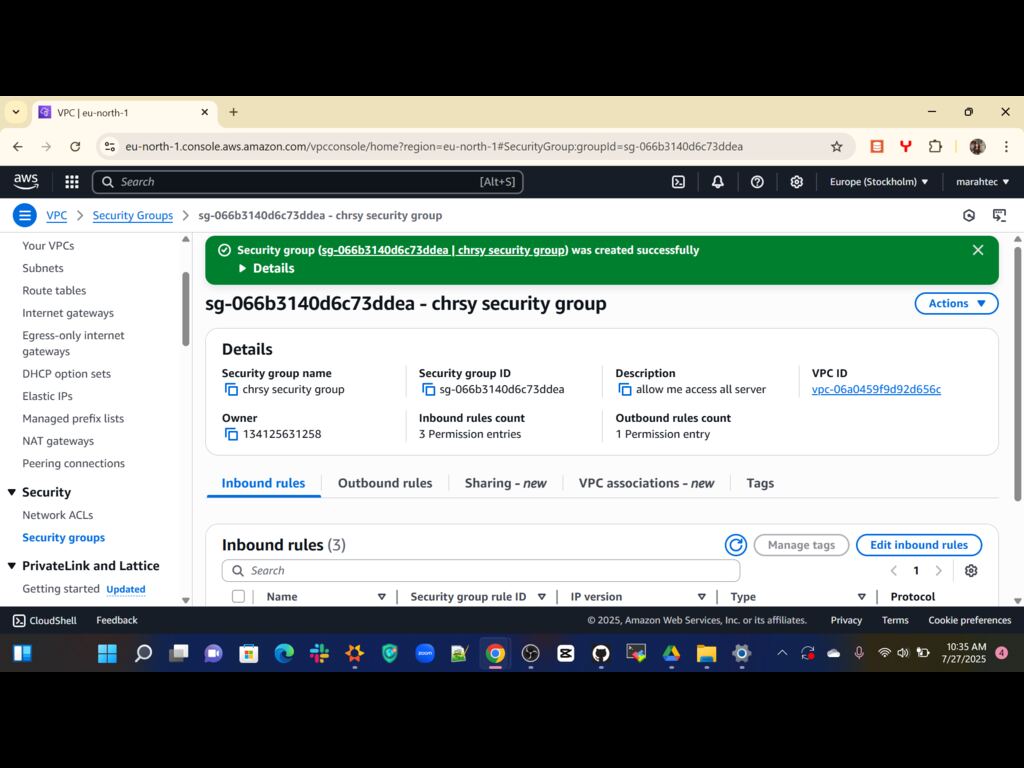 VPC | eu-north-1
eu-north-1.console.aws.amazon.com/vpcconsole/home?region=eu-north-1#SecurityGroup:groupId=sg-066b3140d6c73ddea
aws Search [Alt+S] Europe (Stockholm) marahtec
VPC > Security Groups > sg-066b3140d6c73ddea - chrsy security group
Your VPCs
Subnets
Route tables
Internet gateways
Egress-only internet
gateways
DHCP option sets
Elastic IPs
Managed prefix lists
NAT gateways
Peering connections
Security
Network ACLs
Security groups
PrivateLink and Lattice
Getting started Updated
Security group (sg-066b3140d6c73ddea | chrsy security group) was created successfully
Details
sg-066b3140d6c73ddea - chrsy security group
Actions
Details
Security group name
chrsy security group
Security group ID
sg-066b3140d6c73ddea
Description
allow me access all server
VPC ID
vpc-06a0459f9d92d656c
Owner
134125631258
Inbound rules count
3 Permission entries
Outbound rules count
1 Permission entry
Inbound rules Outbound rules Sharing - new VPC associations - new Tags
Inbound rules (3)
Manage tags Edit inbound rules
Search
1
Name Security group rule ID IP version Type Protocol
CloudShell Feedback © 2025, Amazon Web Services, Inc. or its affiliates. Privacy Terms Cookie preferences
zoom
10:35 AM
7/27/2025
4